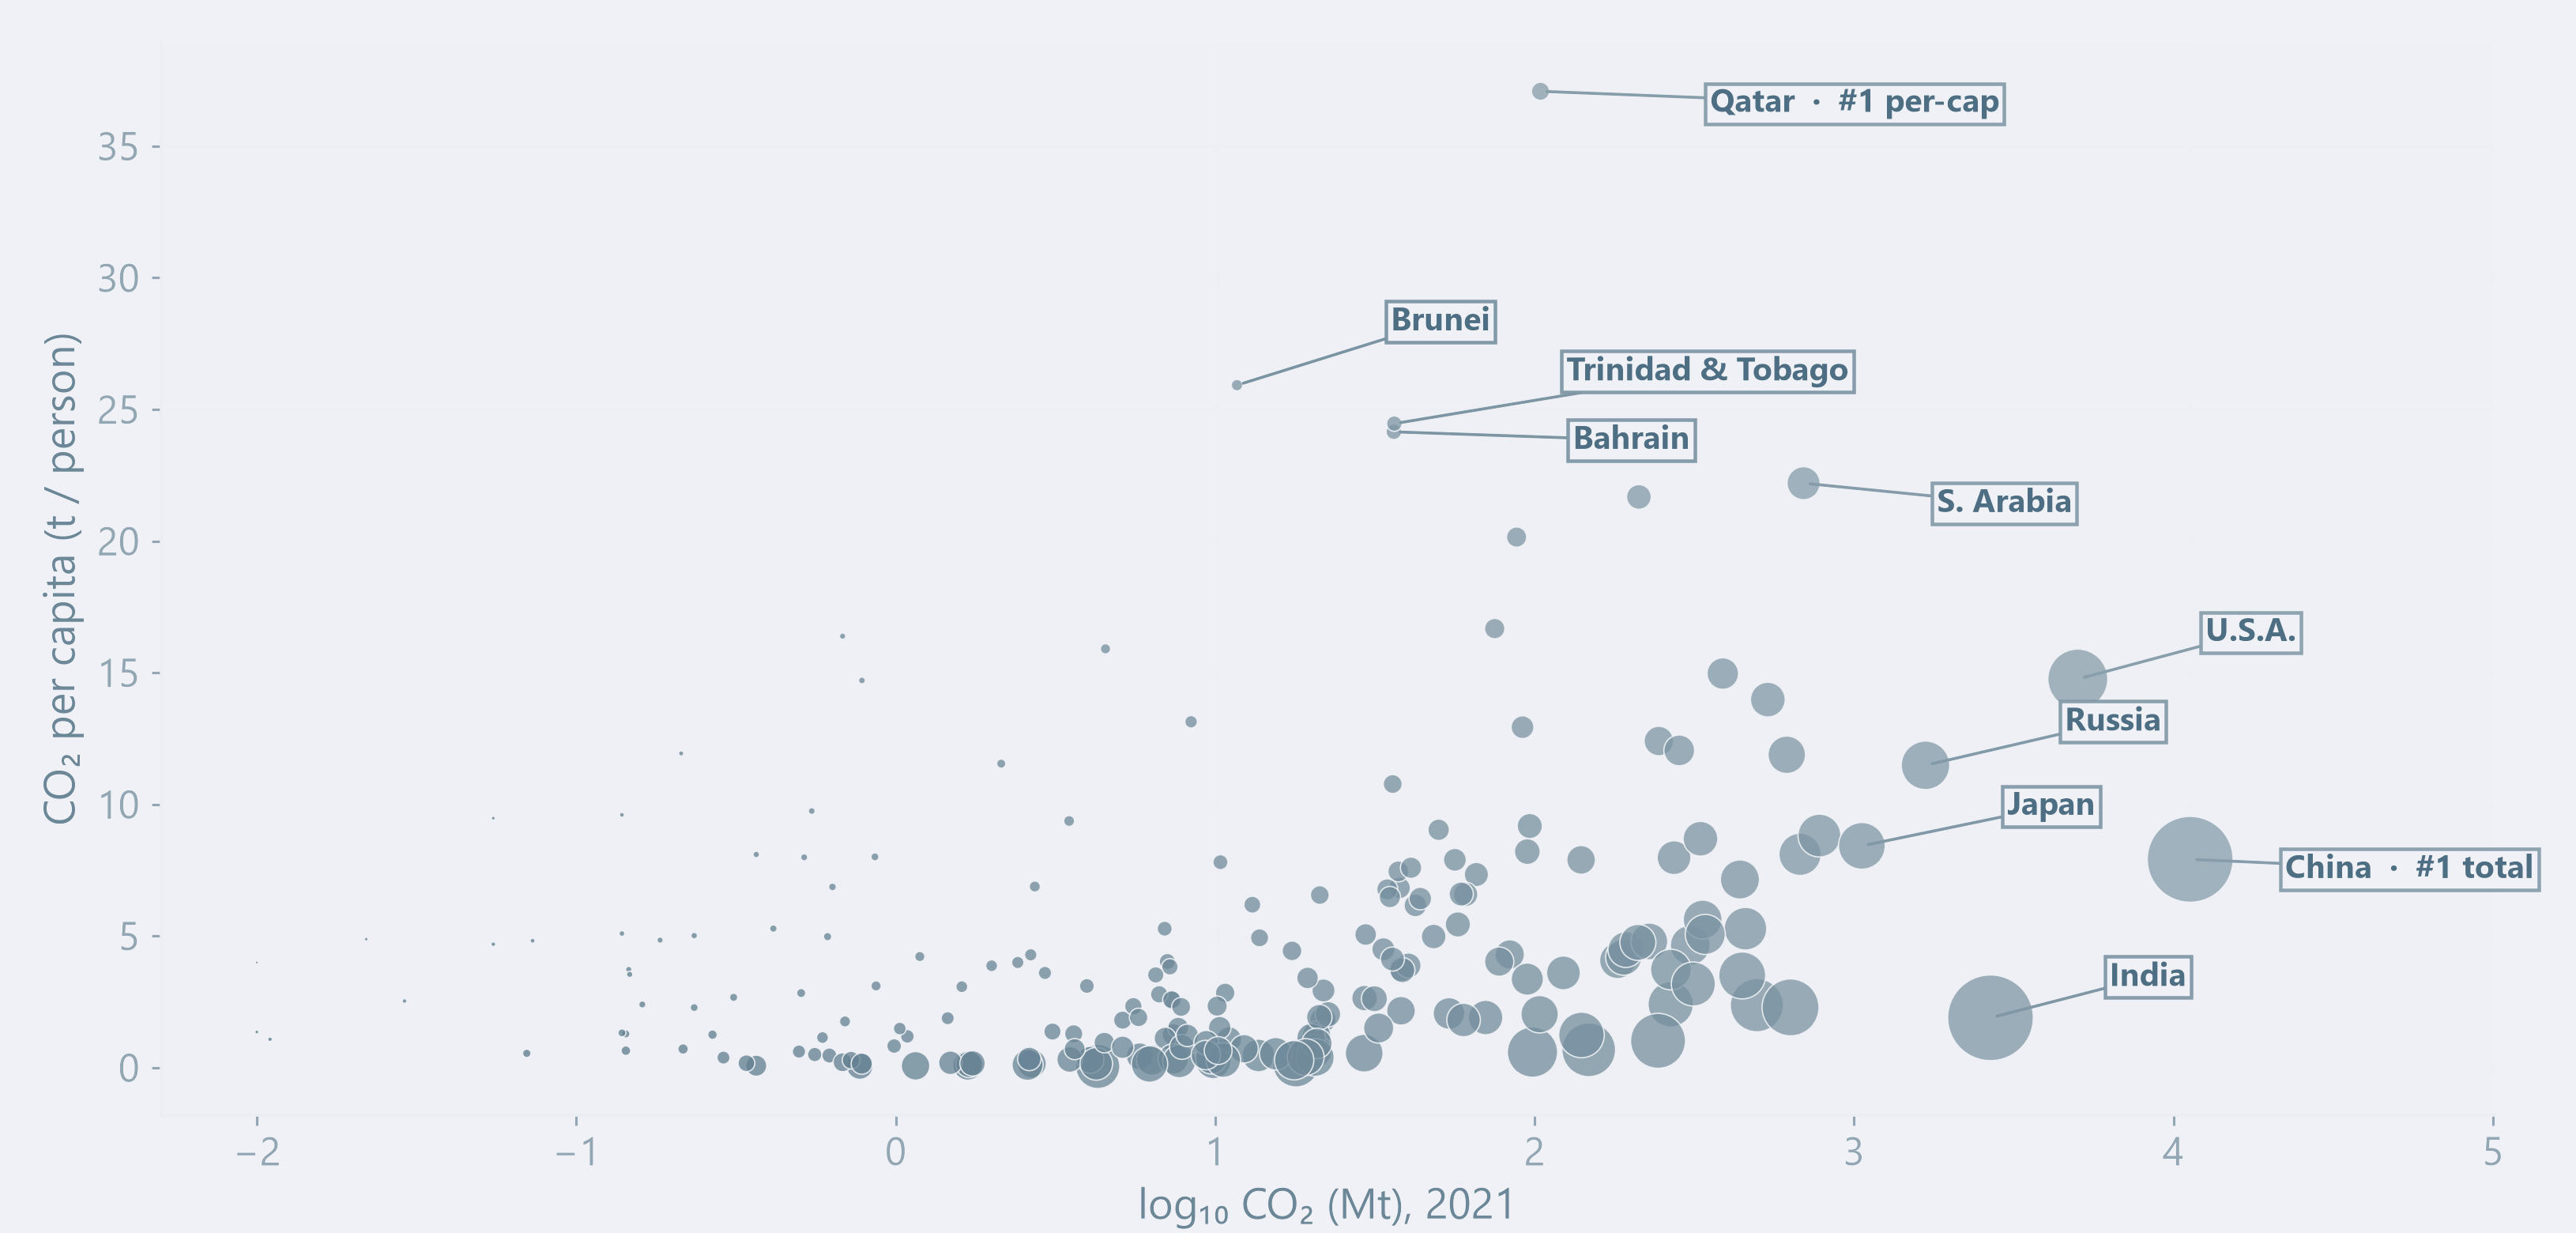 Qatar · #1 per-cap
35
30
Brunei
Trinidad & Tobago
25
Bahrain
S. Arabia
20
U.S.A.
15
Russia
Japan
10
China · #1 total
5
India
0
CO₂ per capita (t / person)
−2
−1
0
1
2
3
4
5
log₁₀ CO₂ (Mt), 2021